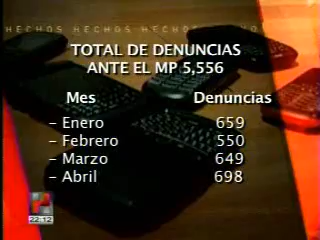 HECHOS HECHOS HECHOS
TOTAL DE DENUNCIAS
ANTE EL MP 5,556
Mes Denuncias
- Enero 659
- Febrero 550
- Marzo 649
- Abril 698
22:12